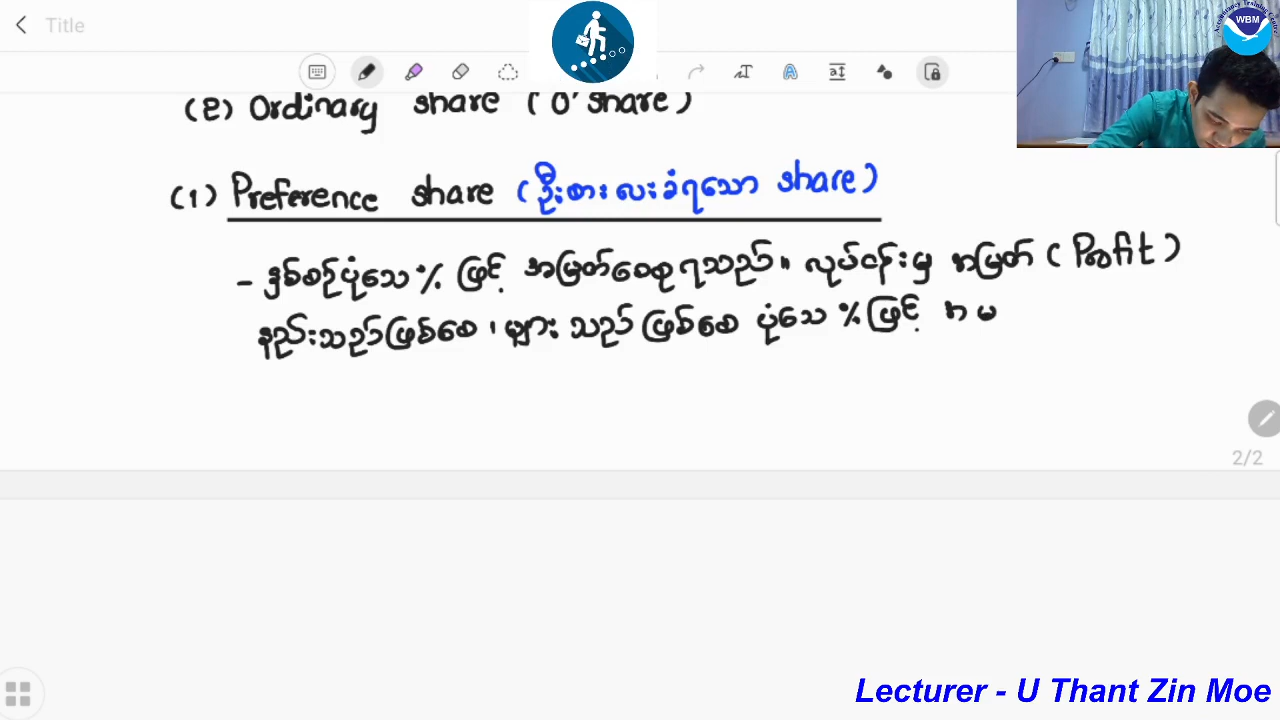 Title
WBM
(၉) Ordinary share (O'share)
(၁) Preference share (ဦးစားပေးခံရသော share)
- နှစ်စဉ်ပုံသေ % ဖြင့် အမြတ်ဝေစုရသည်။ လုပ်ငန်းမှ အမြတ် (Profit)
နည်းသည်ဖြစ်စေ၊ များသည်ဖြစ်စေ ပုံသေ % ဖြင့် အမ
2/2
Lecturer - U Thant Zin Moe